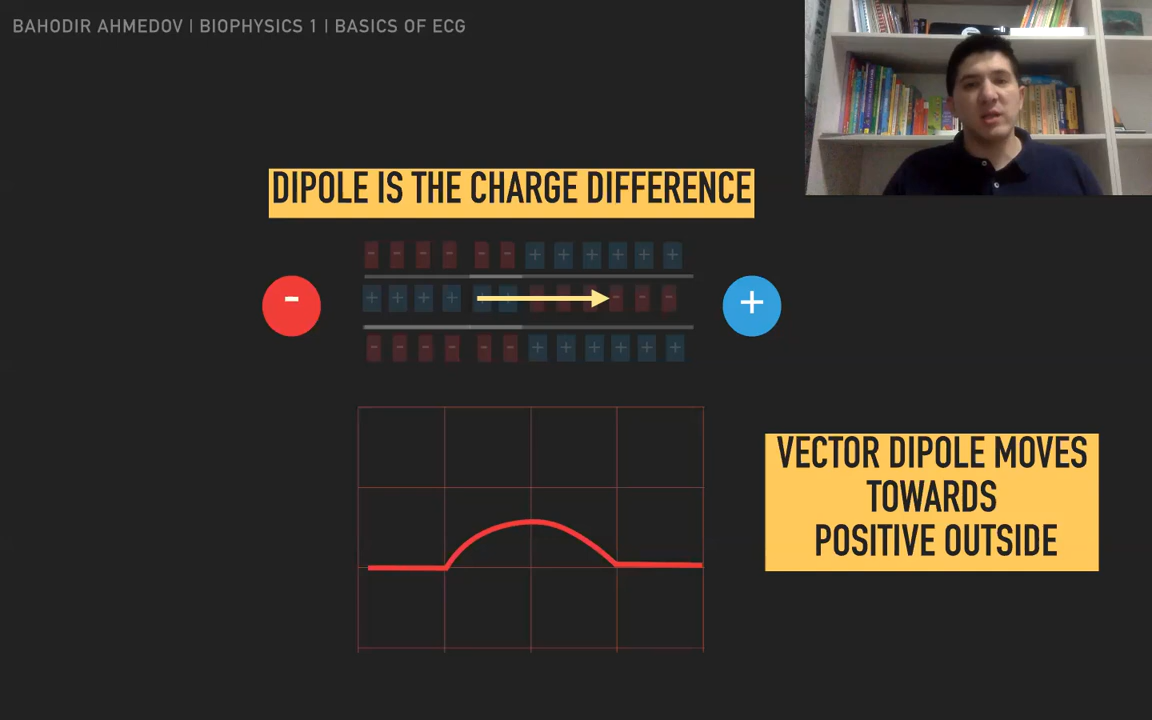 BAHODIR AHMEDOV | BIOPHYSICS 1 | BASICS OF ECG
DIPOLE IS THE CHARGE DIFFERENCE
- - - - - - + + + + + +
- + + + + + + - - - - - - +
- - - - - - + + + + + +
VECTOR DIPOLE MOVES
TOWARDS
POSITIVE OUTSIDE